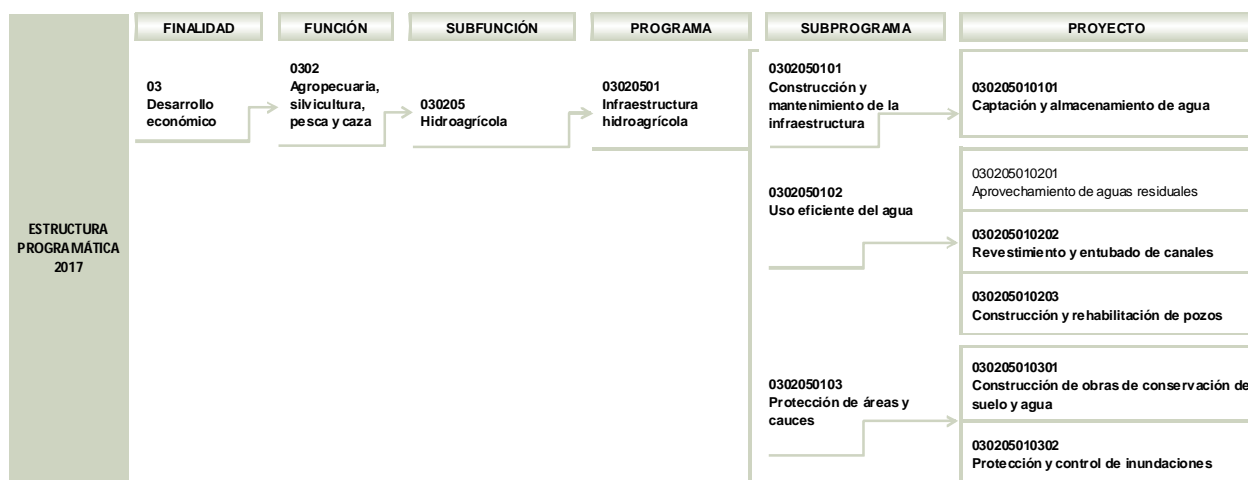 FINALIDAD
FUNCIÓN
SUBFUNCIÓN
PROGRAMA
SUBPROGRAMA
PROYECTO
ESTRUCTURA
PROGRAMÁTICA
2017
03
Desarrollo
económico
0302
Agropecuaria,
silvicultura,
pesca y caza
030205
Hidroagrícola
03020501
Infraestructura
hidroagrícola
0302050101
Construcción y
mantenimiento de la
infraestructura
030205010101
Captación y almacenamiento de agua
0302050102
Uso eficiente del agua
030205010201
Aprovechamiento de aguas residuales
030205010202
Revestimiento y entubado de canales
030205010203
Construcción y rehabilitación de pozos
0302050103
Protección de áreas y
cauces
030205010301
Construcción de obras de conservación de
suelo y agua
030205010302
Protección y control de inundaciones